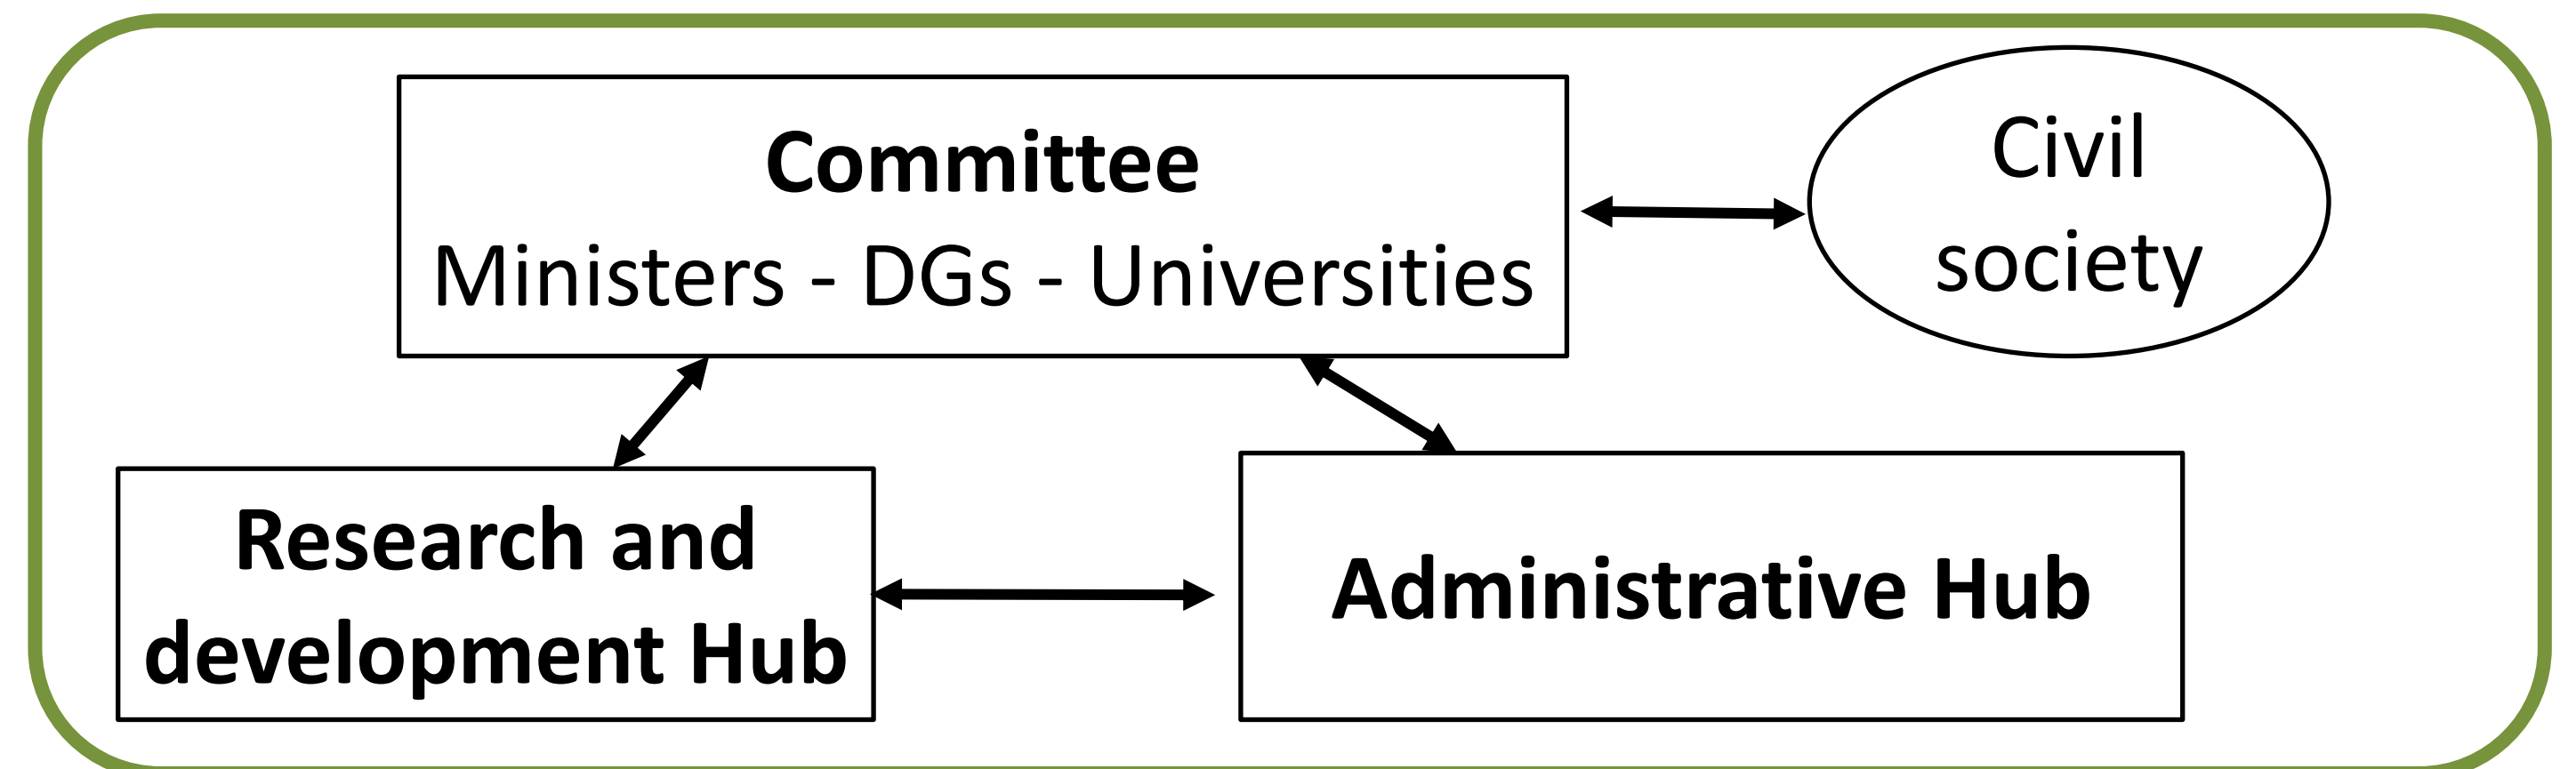 Committee
Ministers - DGs - Universities
Civil
society
Research and
development Hub
Administrative Hub